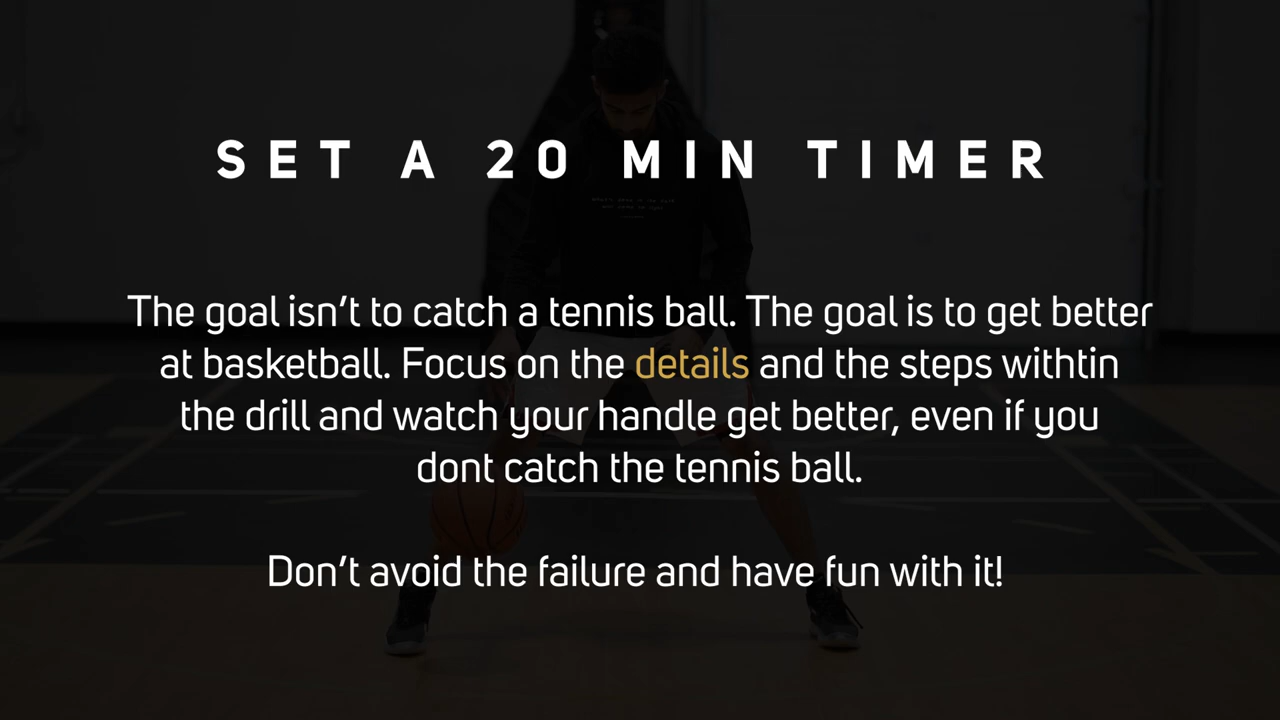 SET A 20 MIN TIMER
The goal isn't to catch a tennis ball. The goal is to get better
at basketball. Focus on the details and the steps withtin
the drill and watch your handle get better, even if you
dont catch the tennis ball.
Don't avoid the failure and have fun with it!